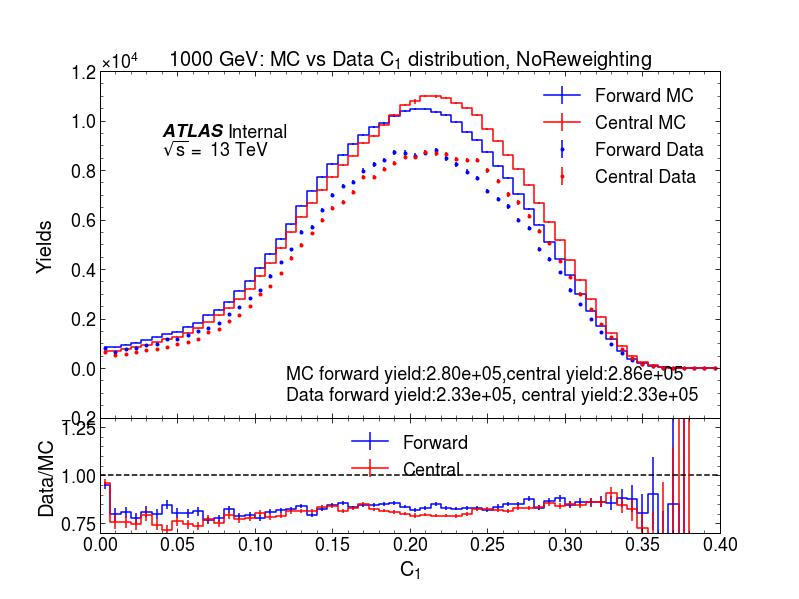 ×10⁴
1000 GeV: MC vs Data C₁ distribution, NoReweighting
1.2
1.0
0.8
0.6
0.4
0.2
0.0
0.2
Yields
ATLAS Internal
√s = 13 TeV
Forward MC
Central MC
Forward Data
Central Data
MC forward yield:2.80e+05,central yield:2.86e+05
Data forward yield:2.33e+05, central yield:2.33e+05
1.25
1.00
0.75
Data/MC
Forward
Central
0.00 0.05 0.10 0.15 0.20 0.25 0.30 0.35 0.40
C₁